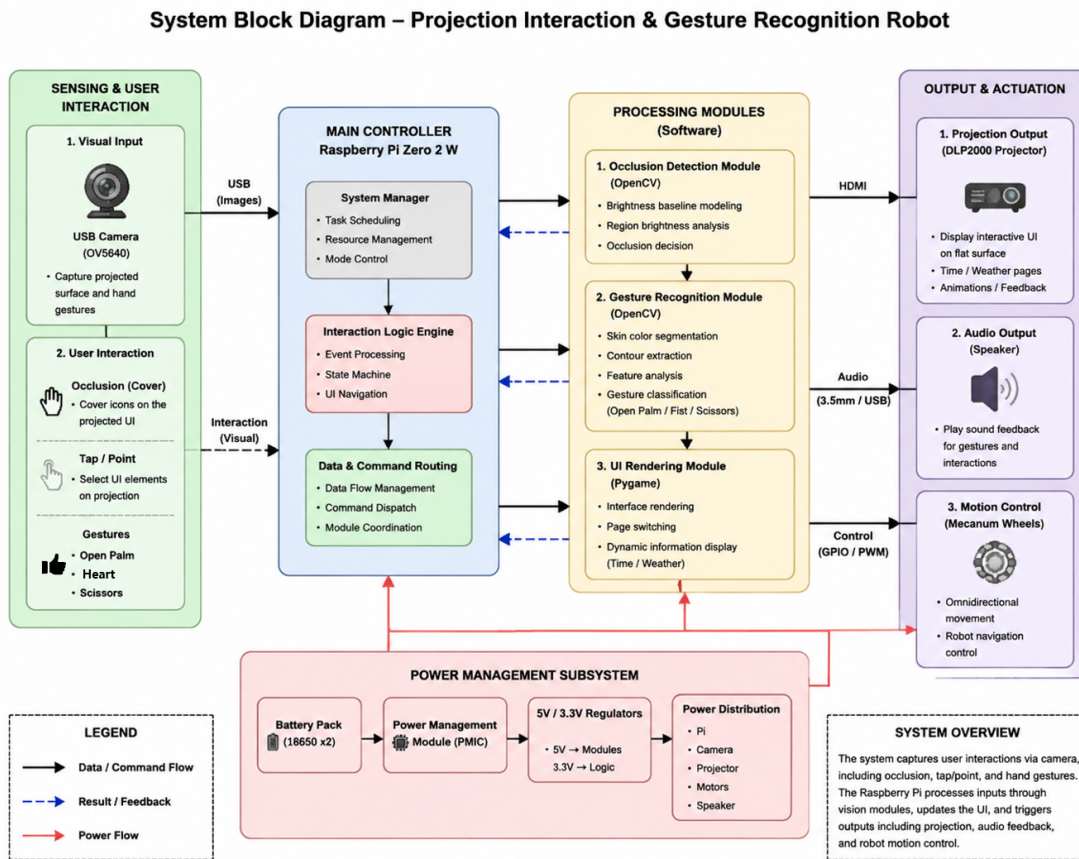 System Block Diagram – Projection Interaction & Gesture Recognition Robot
SENSING & USER
INTERACTION
1. Visual Input
USB Camera
(OV5640)
• Capture projected
surface and hand
gestures
2. User Interaction
Occlusion (Cover)
• Cover icons on the
projected UI
Tap / Point
• Select UI elements
on projection
Gestures
• Open Palm
• Heart
• Scissors
USB
(Images)
Interaction
(Visual)
MAIN CONTROLLER
Raspberry Pi Zero 2 W
System Manager
• Task Scheduling
• Resource Management
• Mode Control
Interaction Logic Engine
• Event Processing
• State Machine
• UI Navigation
Data & Command Routing
• Data Flow Management
• Command Dispatch
• Module Coordination
PROCESSING MODULES
(Software)
1. Occlusion Detection Module
(OpenCV)
• Brightness baseline modeling
• Region brightness analysis
• Occlusion decision
2. Gesture Recognition Module
(OpenCV)
• Skin color segmentation
• Contour extraction
• Feature analysis
• Gesture classification
(Open Palm / Fist / Scissors)
3. UI Rendering Module
(Pygame)
• Interface rendering
• Page switching
• Dynamic information display
(Time / Weather)
HDMI
Audio
(3.5mm / USB)
Control
(GPIO / PWM)
OUTPUT & ACTUATION
1. Projection Output
(DLP2000 Projector)
• Display interactive UI
on flat surface
• Time / Weather pages
• Animations / Feedback
2. Audio Output
(Speaker)
• Play sound feedback
for gestures and
interactions
3. Motion Control
(Mecanum Wheels)
• Omnidirectional
movement
• Robot navigation
control
POWER MANAGEMENT SUBSYSTEM
Battery Pack
(18650 x2)
Power Management
Module (PMIC)
5V / 3.3V Regulators
• 5V → Modules
3.3V → Logic
Power Distribution
• Pi
• Camera
• Projector
• Motors
• Speaker
LEGEND
Data / Command Flow
Result / Feedback
Power Flow
SYSTEM OVERVIEW
The system captures user interactions via camera,
including occlusion, tap/point, and hand gestures.
The Raspberry Pi processes inputs through
vision modules, updates the UI, and triggers
outputs including projection, audio feedback,
and robot motion control.